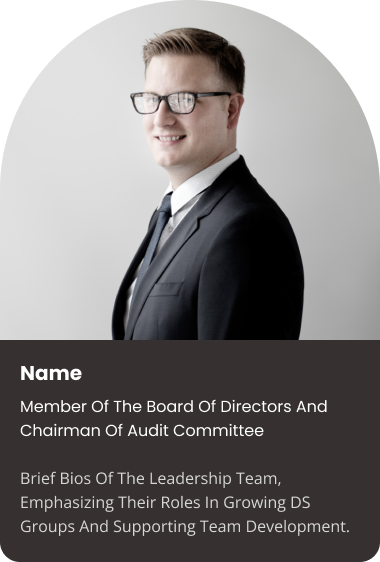 Name
Member Of The Board Of Directors And
Chairman Of Audit Committee
Brief Bios Of The Leadership Team,
Emphasizing Their Roles In Growing DS
Groups And Supporting Team Development.